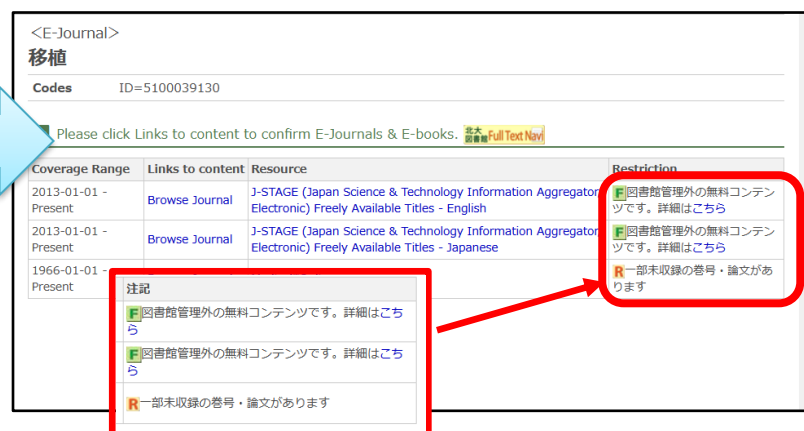 <E-Journal>
移植
Codes ID=5100039130
Please click Links to content to confirm E-Journals & E-books. 北大図書館 Full Text Navi
Coverage Range Links to content Resource Restriction
2013-01-01 -
Present
Browse Journal
J-STAGE (Japan Science & Technology Information Aggregator,
Electronic) Freely Available Titles - English
F図書館管理外の無料コンテン
ツです。詳細はこちら
2013-01-01 -
Present
Browse Journal
J-STAGE (Japan Science & Technology Information Aggregator,
Electronic) Freely Available Titles - Japanese
F図書館管理外の無料コンテン
ツです。詳細はこちら
1966-01-01 -
Present
R一部未収録の巻号・論文があ
ります
注記
F図書館管理外の無料コンテンツです。詳細はこち
ら
F図書館管理外の無料コンテンツです。詳細はこち
ら
R一部未収録の巻号・論文があります